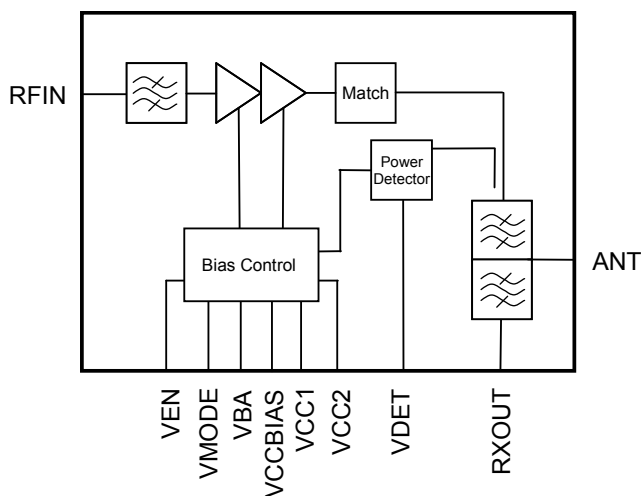 RFIN
Match
Power
Detector
Bias Control
ANT
VEN
VMODE
VBA
VCCBIAS
VCC1
VCC2
VDET
RXOUT